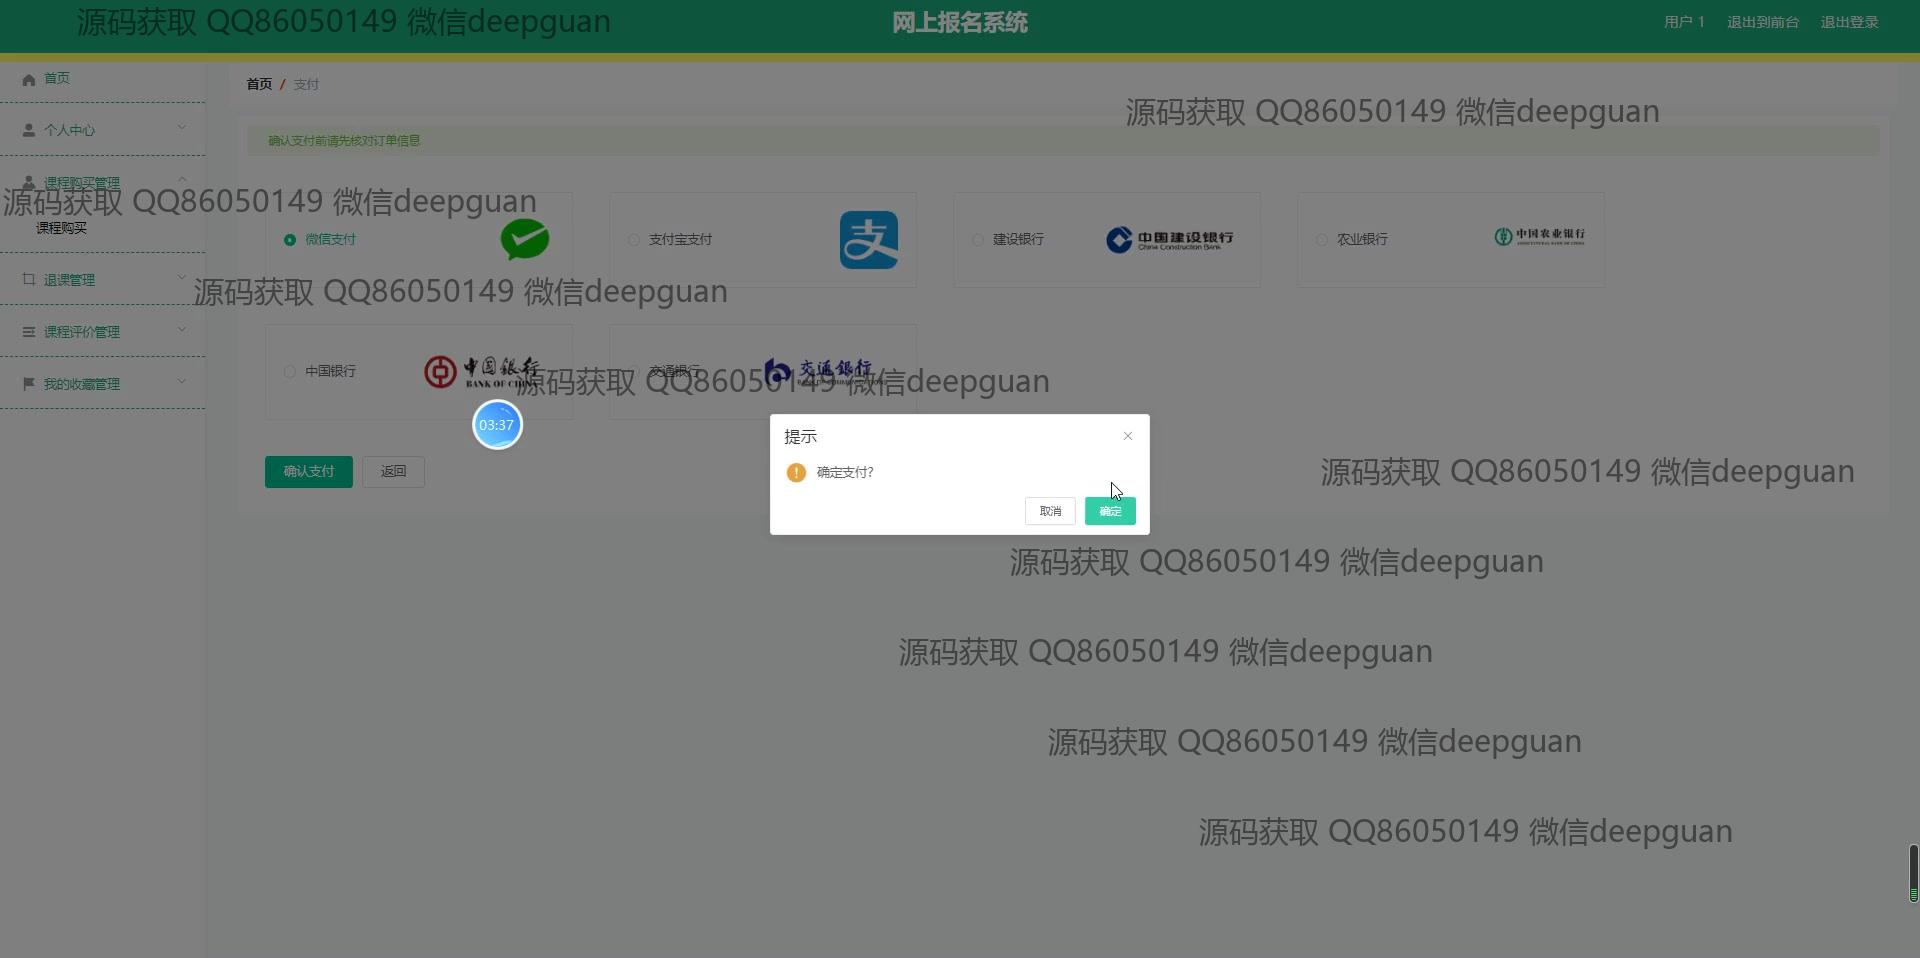 源码获取 QQ86050149 微信deepguan
网上报名系统
用户 1
退出到前台
退出登录
首页
首页 / 支付
源码获取 QQ86050149 微信deepguan
个人中心
确认支付前请先核对订单信息
课程购买管理
源码获取 QQ86050149 微信deepguan
课程购买
微信支付
支付宝支付
支
建设银行
中国建设银行
China Construction Bank
农业银行
中国农业银行
AGRICULTURAL BANK OF CHINA
退课管理
源码获取 QQ86050149 微信deepguan
课程评价管理
中国银行
中国银行
BANK OF CHINA
交通银行
交通银行
BANK OF COMMUNICATIONS
源码获取 QQ86050149 微信deepguan
我的收藏管理
03:37
提示
确认支付
返回
确定支付?
源码获取 QQ86050149 微信deepguan
取消
确定
源码获取 QQ86050149 微信deepguan
源码获取 QQ86050149 微信deepguan
源码获取 QQ86050149 微信deepguan
源码获取 QQ86050149 微信deepguan